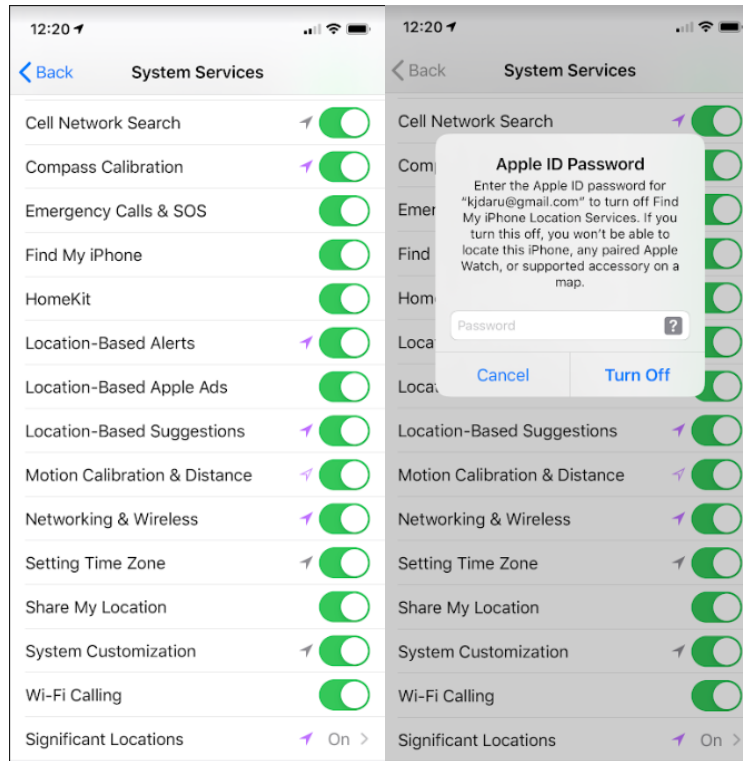 12:20
Back
System Services
Cell Network Search
Compass Calibration
Emergency Calls & SOS
Find My iPhone
HomeKit
Location-Based Alerts
Location-Based Apple Ads
Location-Based Suggestions
Motion Calibration & Distance
Networking & Wireless
Setting Time Zone
Share My Location
System Customization
Wi-Fi Calling
Significant Locations On
12:20
Back
System Services
Cell Network Search
Com
Emer
Find
Hom
Loca
Loca
Apple ID Password
Enter the Apple ID password for
“kjdaru@gmail.com” to turn off Find
My iPhone Location Services. If you
turn this off, you won't be able to
locate this iPhone, any paired Apple
Watch, or supported accessory on a
map.
Password
?
Cancel Turn Off
Location-Based Suggestions
Motion Calibration & Distance
Networking & Wireless
Setting Time Zone
Share My Location
System Customization
Wi-Fi Calling
Significant Locations On